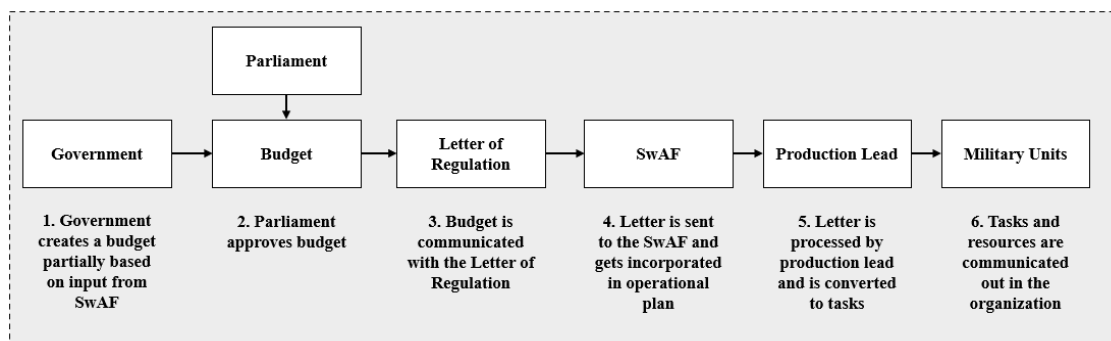 Parliament
Government
Budget
Letter of
Regulation
SwAF
Production Lead
Military Units
1. Government
creates a budget
partially based
on input from
SwAF
2. Parliament
approves budget
3. Budget is
communicated
with the Letter of
Regulation
4. Letter is sent
to the SwAF and
gets incorporated
in operational
plan
5. Letter is
processed by
production lead
and is converted
to tasks
6. Tasks and
resources are
communicated
out in the
organization